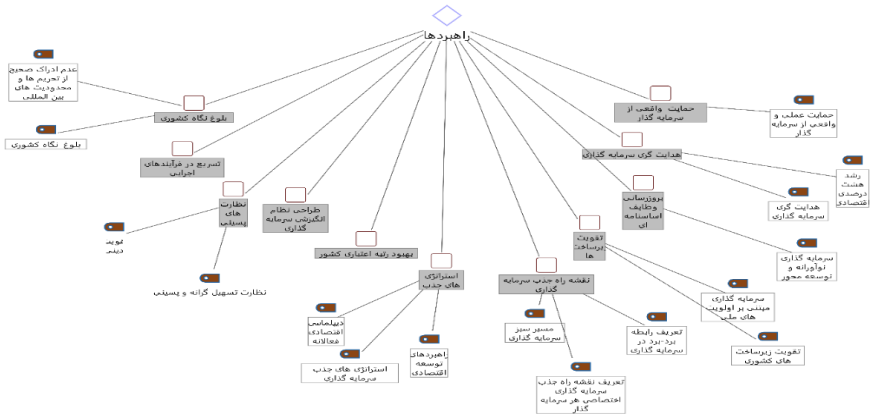 راهبردها
عدم ادراک صحیح
از تحریم ها و
محدودیت های
بین المللی
بلوغ نگاه کشوری
بلوغ نگاه کشوری
تسریع در فرآیندهای
اجرایی
نظارت
های
پسینی
نظارت تسهیل گرانه و پسینی
طراحی نظام
انگیزشی سرمایه
گذاری
بهبود رتبه اعتباری کشور
استراتژی
های جذب
دیپلماسی
اقتصادی
فعالانه
استراتژی های جذب
سرمایه گذاری
راهبردهای
توسعه
اقتصادی
نقشه راه جذب سرمایه
گذاری
مسیر سبز
سرمایه گذاری
تعریف نقشه راه جذب
سرمایه گذاری
اختصاصی هر سرمایه
گذار
تعریف رابطه
برد-برد در
سرمایه گذاری
تقویت
زیرساخت
ها
سرمایه گذاری
مبتنی بر اولویت
های ملی
تقویت زیرساخت
های کشوری
بروزرسانی
وظایف
اساسنامه
ای
سرمایه گذاری
نوآورانه و
توسعه محور
هدایت گری سرمایه گذاری
هدایت گری
سرمایه گذاری
رشد
هشت
درصدی
اقتصادی
حمایت واقعی از
سرمایه گذار
حمایت عملی و
واقعی از سرمایه
گذار